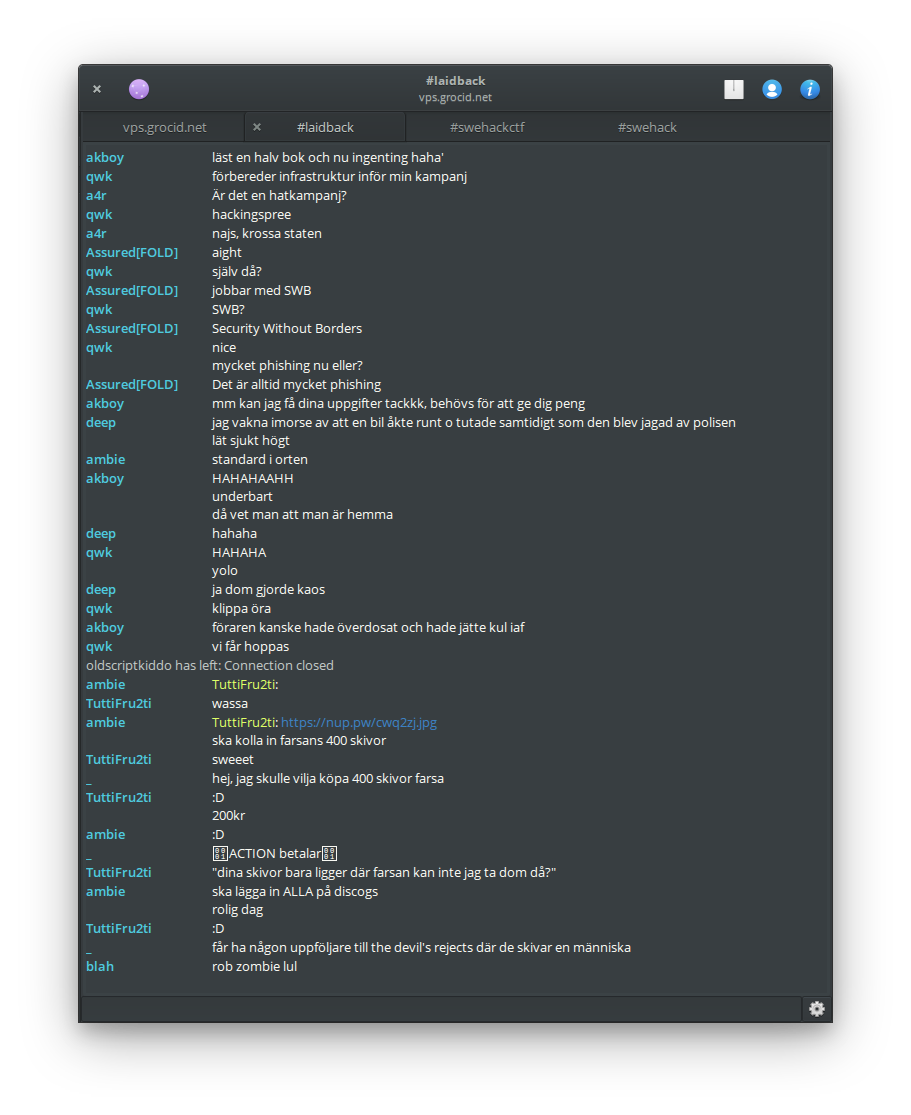 #laidback
vps.grocid.net
vps.grocid.net #laidback #swehackctf #swehack
akboy läst en halv bok och nu ingenting haha'
qwk förbereder infrastruktur inför min kampanj
a4r Är det en hatkampanj?
qwk hackingspree
a4r najs, krossa staten
Assured[FOLD] aight
qwk själv då?
Assured[FOLD] jobbar med SWB
qwk SWB?
Assured[FOLD] Security Without Borders
qwk nice
mycket phishing nu eller?
Assured[FOLD] Det är alltid mycket phishing
akboy mm kan jag få dina uppgifter tackkk, behövs för att ge dig peng
deep jag vakna imorse av att en bil åkte runt o tutade samtidigt som den blev jagad av polisen
lät sjukt högt
ambie standard i orten
akboy HAHAHAAHH
underbart
då vet man att man är hemma
deep hahaha
qwk HAHAHA
yolo
deep ja dom gjorde kaos
qwk klippa öra
akboy föraren kanske hade överdosat och hade jätte kul iaf
qwk vi får hoppas
oldscriptkiddo has left: Connection closed
ambie TuttiFru2ti:
TuttiFru2ti wassa
ambie TuttiFru2ti: https://nup.pw/cwq2zj.jpg
ska kolla in farsans 400 skivor
TuttiFru2ti sweeet
_ hej, jag skulle vilja köpa 400 skivor farsa
TuttiFru2ti :D
200kr
ambie :D
_ ACTION betalar
TuttiFru2ti "dina skivor bara ligger där farsan kan inte jag ta dom då?"
ambie ska lägga in ALLA på discogs
rolig dag
TuttiFru2ti :D
_ får ha någon uppföljare till the devil's rejects där de skivar en människa
blah rob zombie lul